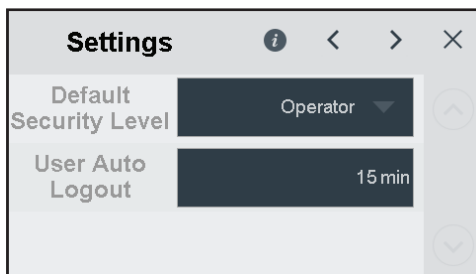 Settings
Default
Security Level
Operator
User Auto
Logout
15 min